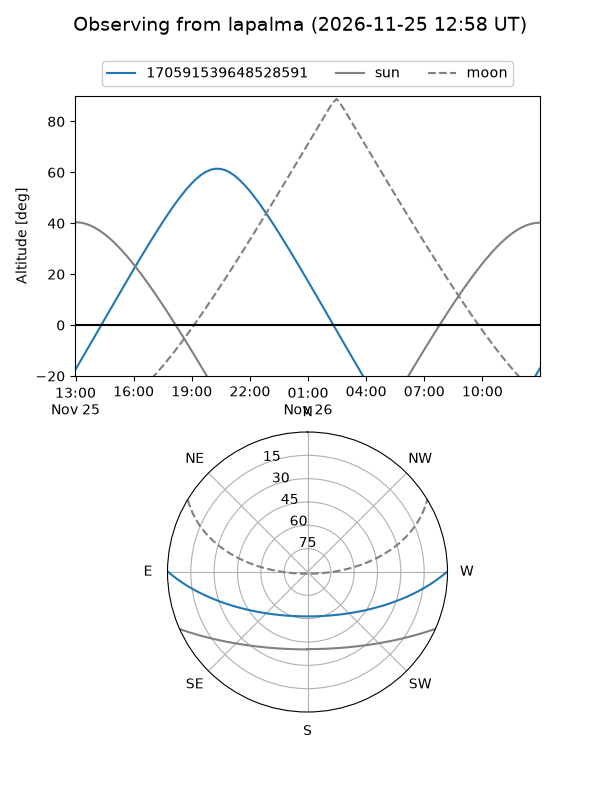 Observing from lapalma (2026-11-25 12:58 UT)
170591539648528591 sun moon
Altitude [deg]
80
60
40
20
0
−20
13:00 16:00 19:00 22:00 01:00 04:00 07:00 10:00
Nov 25 Nov 26
N
NE NW
15
30
45
60
75
E W
SE SW
S